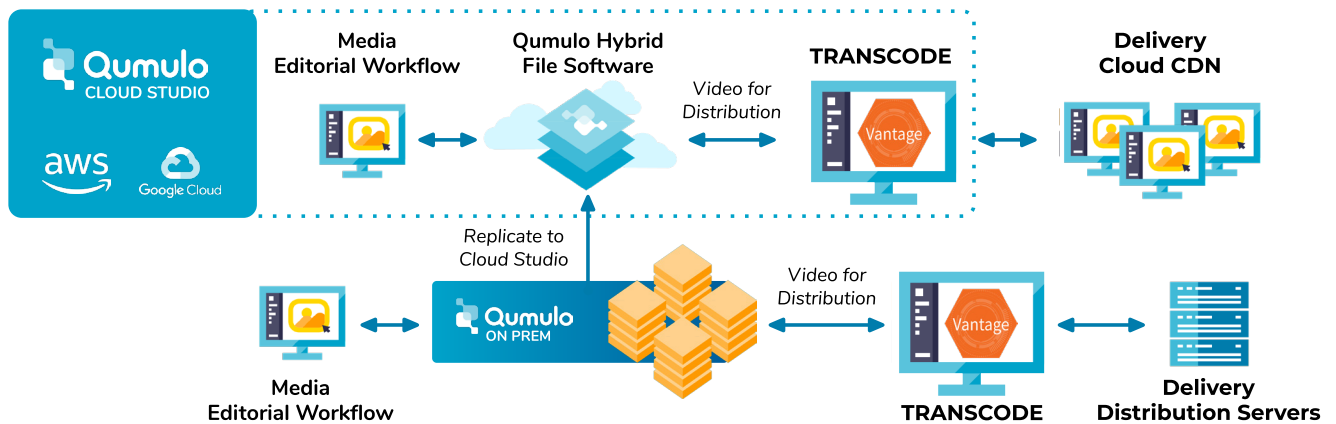 Qumulo
CLOUD STUDIO
aws
Google Cloud
Media
Editorial Workflow
Qumulo Hybrid
File Software
Video for
Distribution
TRANSCODE
Vantage
Delivery
Cloud CDN
Replicate to
Cloud Studio
Media
Editorial Workflow
Qumulo
ON PREM
Video for
Distribution
Vantage
TRANSCODE
Delivery
Distribution Servers